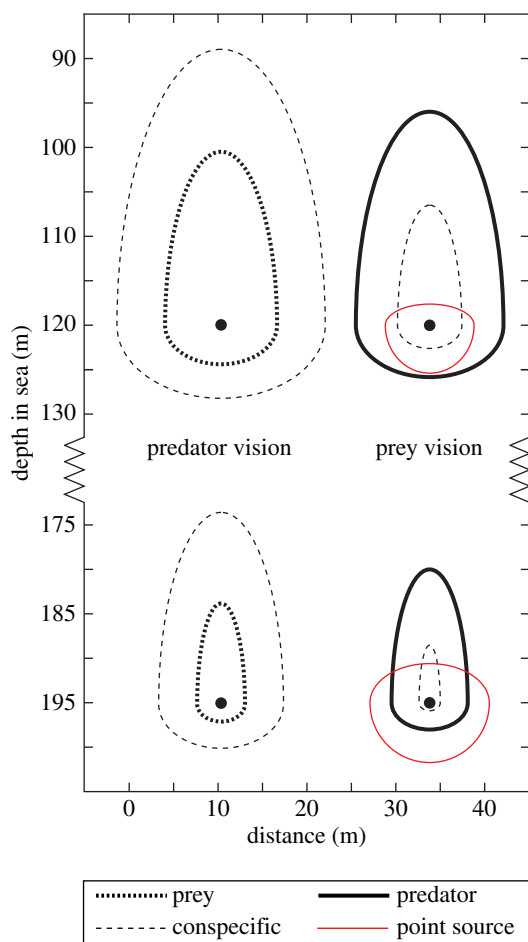 90
100
110
120
130
depth in sea (m)
predator vision prey vision
175
185
195
0 10 20 30 40
distance (m)
prey predator
conspecific point source